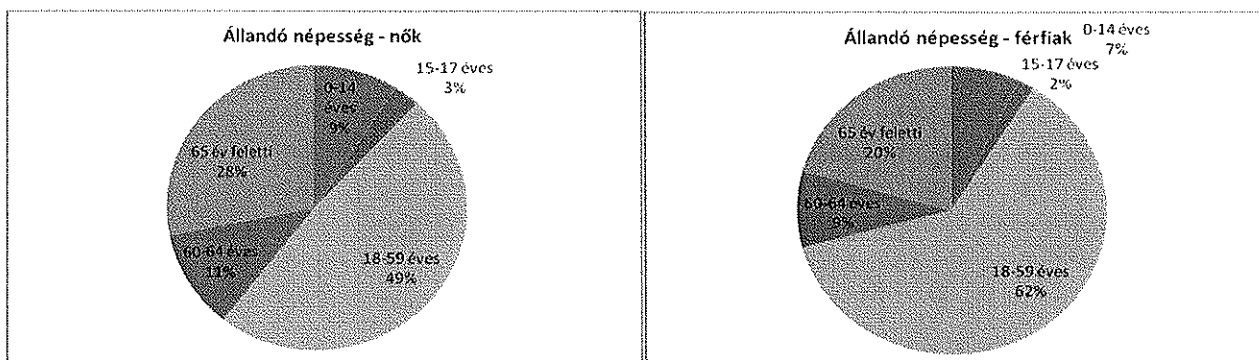 Állandó népesség - nők
15-17 éves
3%
0-14
éves
9%
65 év feletti
28%
60-64 éves
11%
18-59 éves
49%
Állandó népesség - férfiak
0-14 éves
7%
15-17 éves
2%
65 év feletti
20%
60-64 éves
9%
18-59 éves
62%